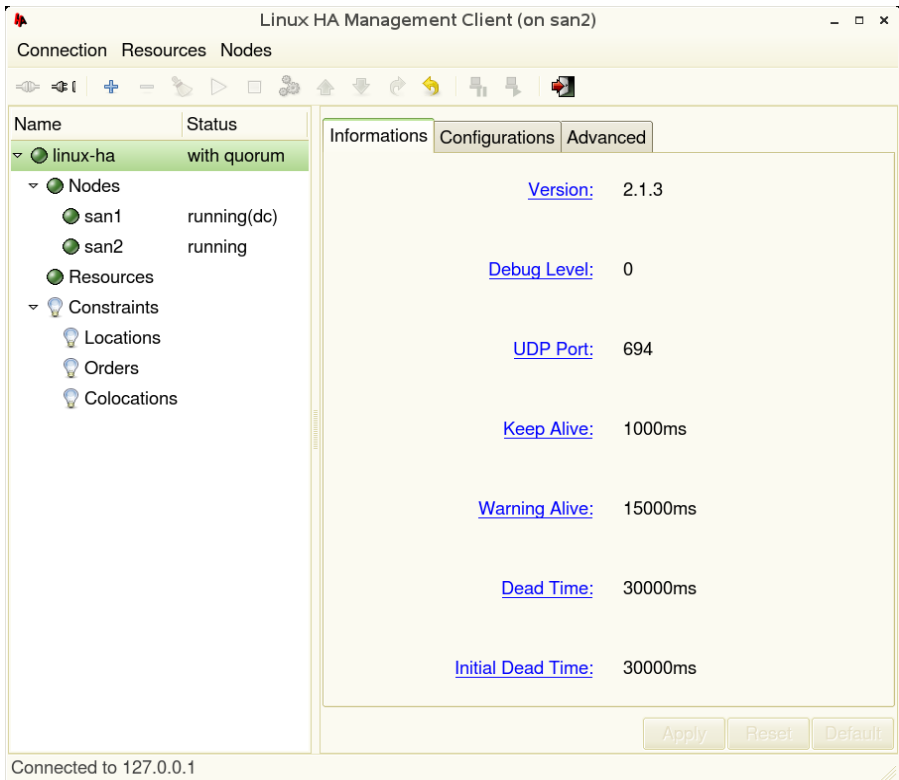 Linux HA Management Client (on san2)
Connection Resources Nodes
Name Status
linux-ha with quorum
Nodes
san1 running(dc)
san2 running
Resources
Constraints
Locations
Orders
Colocations
Informations Configurations Advanced
Version: 2.1.3
Debug Level: 0
UDP Port: 694
Keep Alive: 1000ms
Warning Alive: 15000ms
Dead Time: 30000ms
Initial Dead Time: 30000ms
Apply Reset Default
Connected to 127.0.0.1